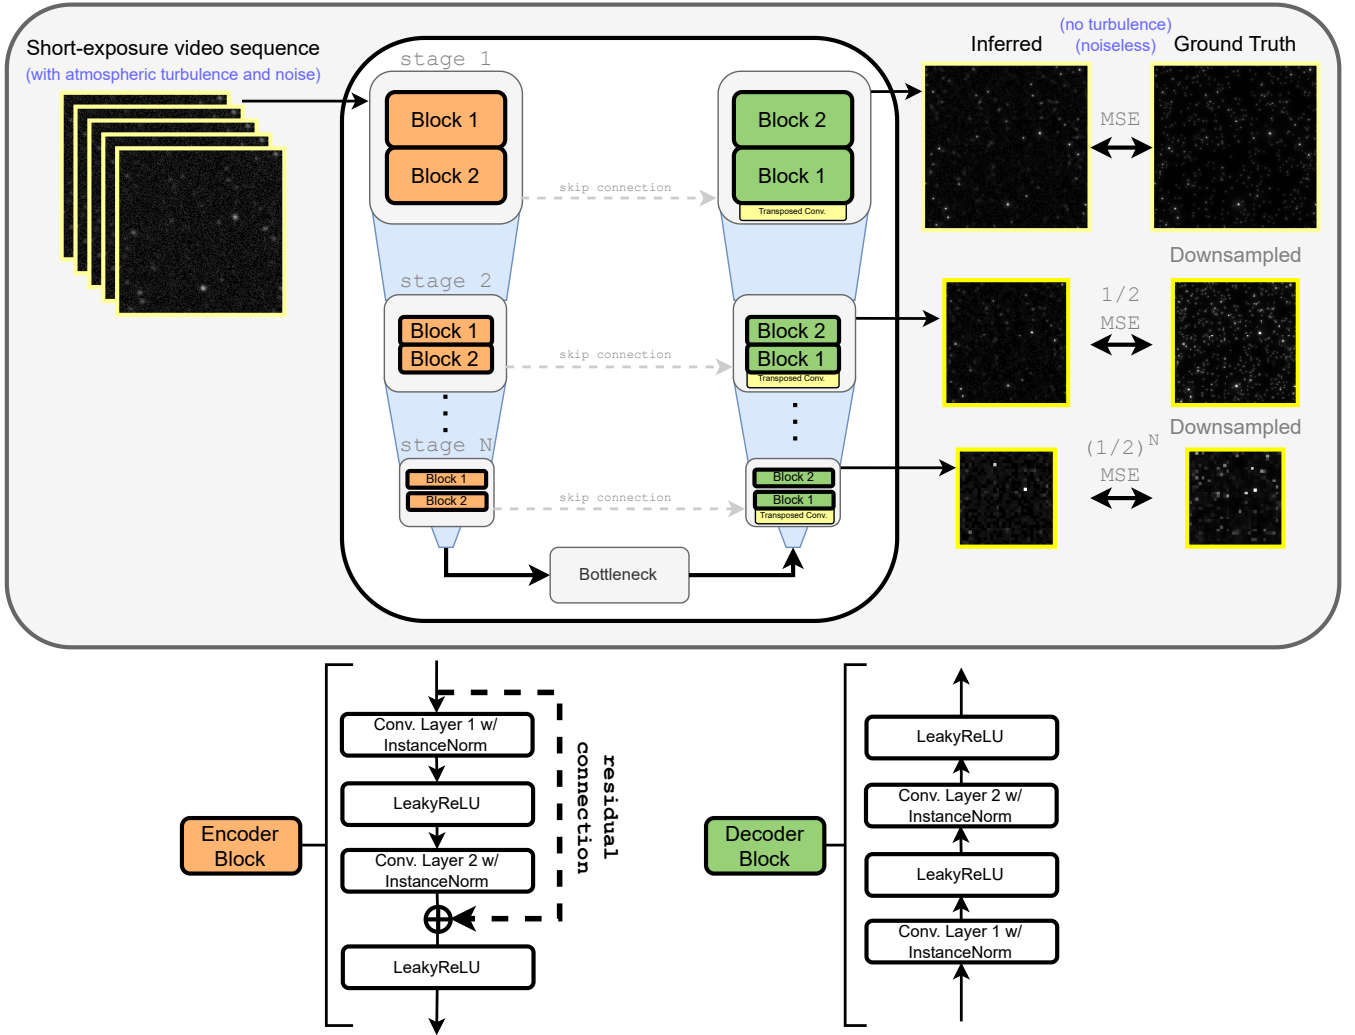 Short-exposure video sequence
(with atmospheric turbulence and noise)
stage 1
Block 1
Block 2
skip connection
Block 2
Block 1
Transposed Conv.
stage 2
Block 1
Block 2
skip connection
Block 2
Block 1
Transposed Conv.
stage N
Block 1
Block 2
skip connection
Block 2
Block 1
Transposed Conv.
Bottleneck
(no turbulence)
(noiseless)
Inferred
Ground Truth
MSE
Downsampled
1/2
MSE
Downsampled
(1/2)^N
MSE
Encoder
Block
Conv. Layer 1 w/
InstanceNorm
LeakyReLU
Conv. Layer 2 w/
InstanceNorm
LeakyReLU
residual
connection
Decoder
Block
LeakyReLU
Conv. Layer 2 w/
InstanceNorm
LeakyReLU
Conv. Layer 1 w/
InstanceNorm